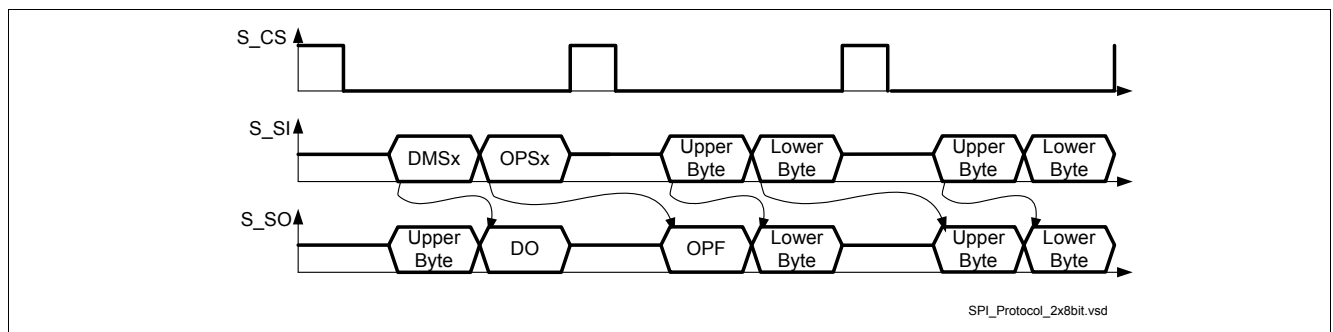 S_CS
S_SI
DMSx
OPSx
Upper
Byte
Lower
Byte
Upper
Byte
Lower
Byte
S_SO
Upper
Byte
DO
OPF
Lower
Byte
Upper
Byte
Lower
Byte
SPI_Protocol_2x8bit.vsd